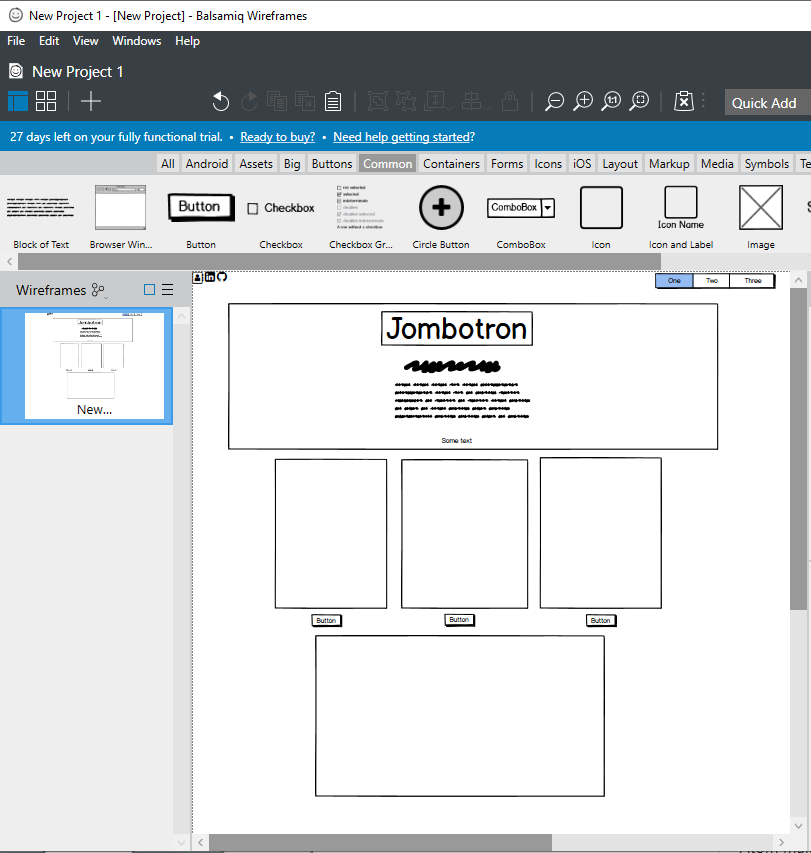 New Project 1 - [New Project] - Balsamiq Wireframes
File Edit View Windows Help
New Project 1
1:1
Quick Add
27 days left on your fully functional trial. • Ready to buy? • Need help getting started?
All Android Assets Big Buttons Common Containers Forms Icons iOS Layout Markup Media Symbols Te
Button Checkbox ComboBox Icon Name
Block of Text Browser Win... Button Checkbox Checkbox Gr... Circle Button ComboBox Icon Icon and Label Image
Wireframes
New...
One Two Three
Jombotron
Some text
Button Button Button